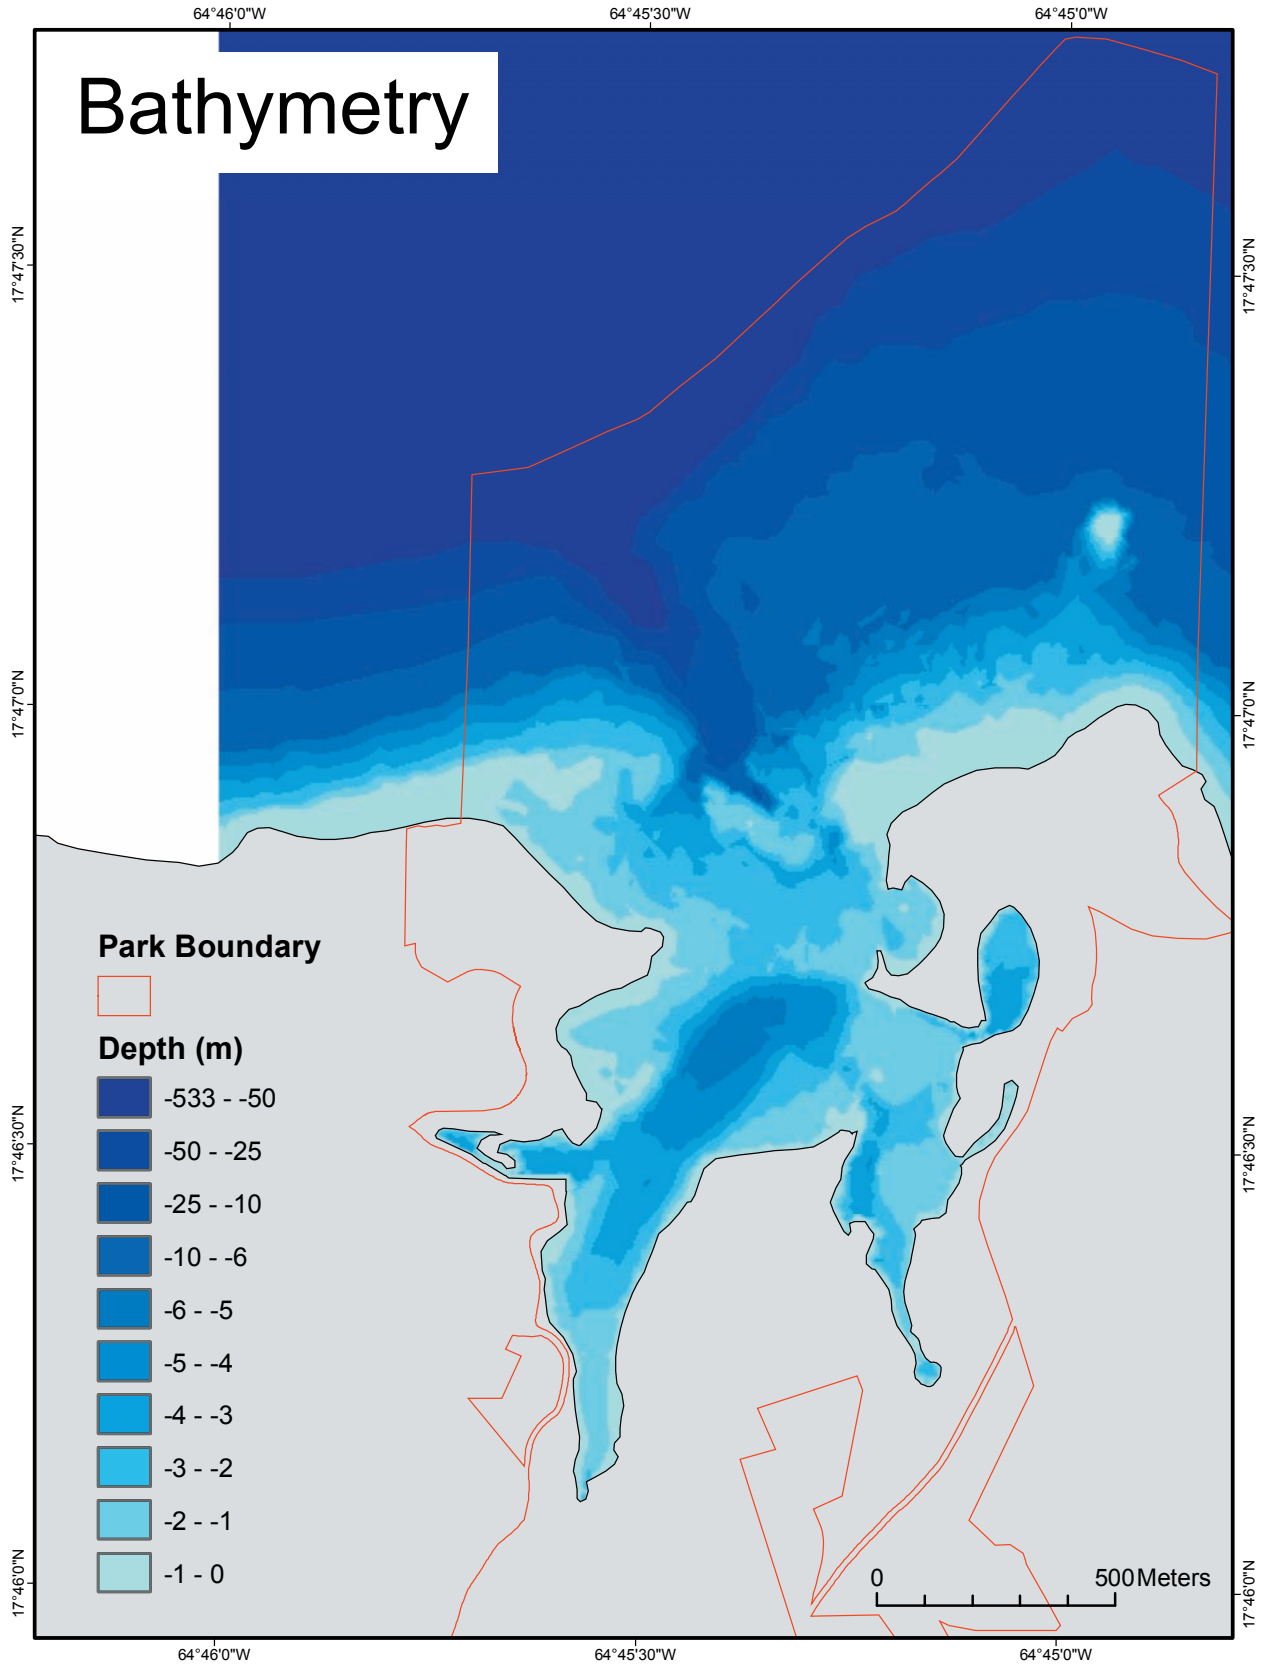 64°46'0"W 64°45'30"W 64°45'0"W
Bathymetry
17°47'30"N
17°47'30"N
17°47'0"N
17°47'0"N
Park Boundary
Depth (m)
-533 - -50
-50 - -25
-25 - -10
-10 - -6
-6 - -5
-5 - -4
-4 - -3
-3 - -2
-2 - -1
-1 - 0
17°46'30"N
17°46'30"N
0 500 Meters
17°46'0"N
17°46'0"N
64°46'0"W 64°45'30"W 64°45'0"W